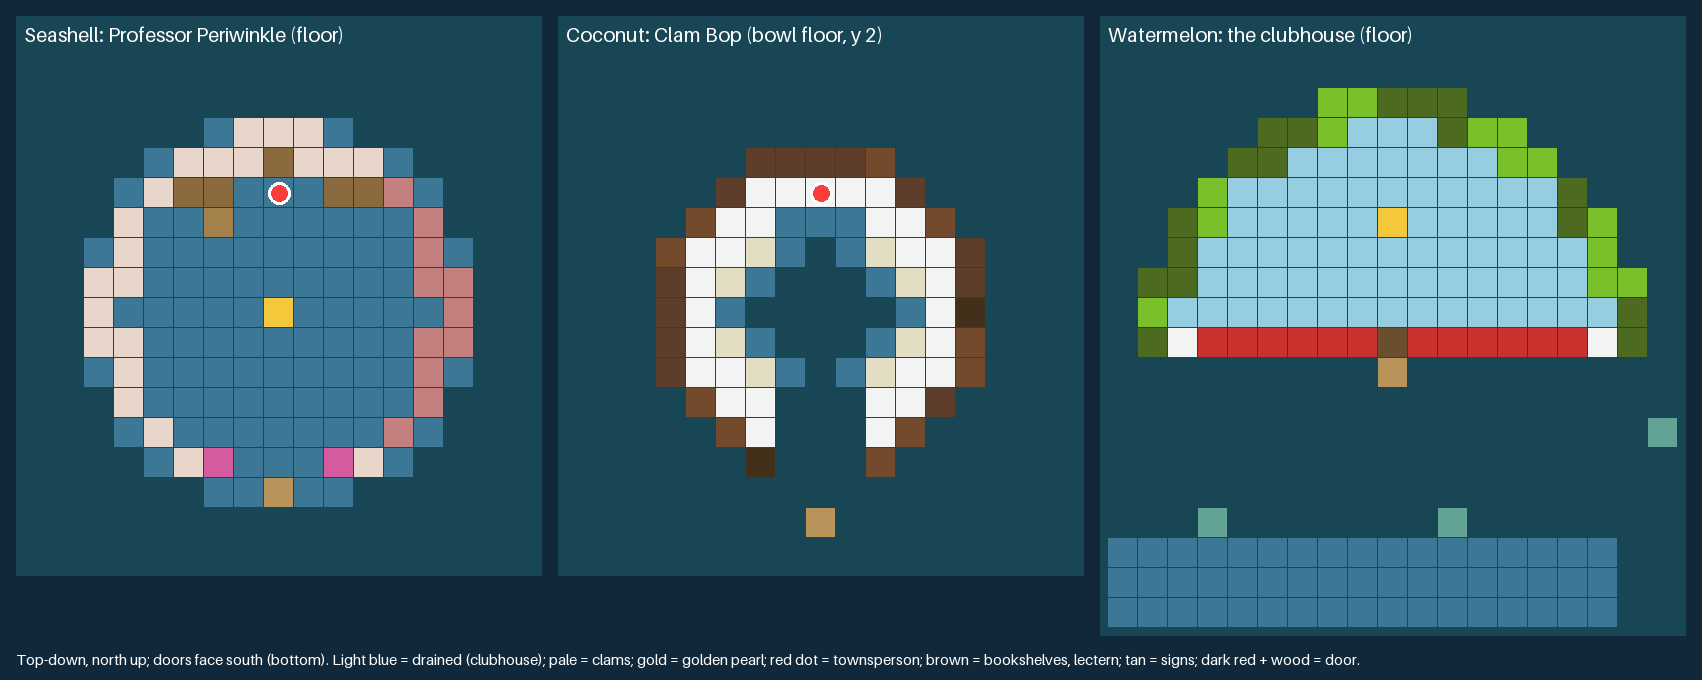 Seashell: Professor Periwinkle (floor)
Coconut: Clam Bop (bowl floor, y 2)
Watermelon: the clubhouse (floor)
Top-down, north up; doors face south (bottom). Light blue = drained (clubhouse); pale = clams; gold = golden pearl; red dot = townsperson; brown = bookshelves, lectern; tan = signs; dark red + wood = door.